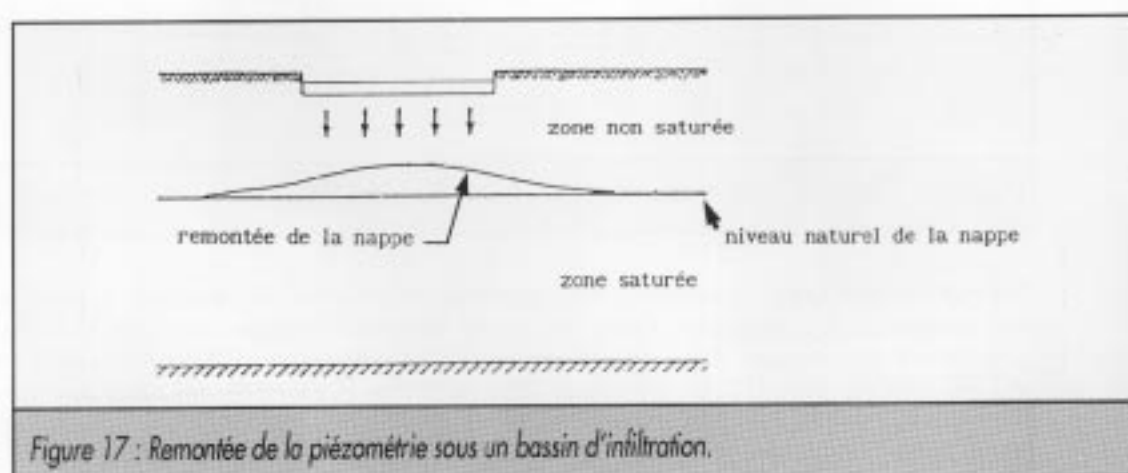 zone non saturée
remontée de la nappe
niveau naturel de la nappe
zone saturée
Figure 17 : Remontée de la piézométrie sous un bassin d'infiltration.